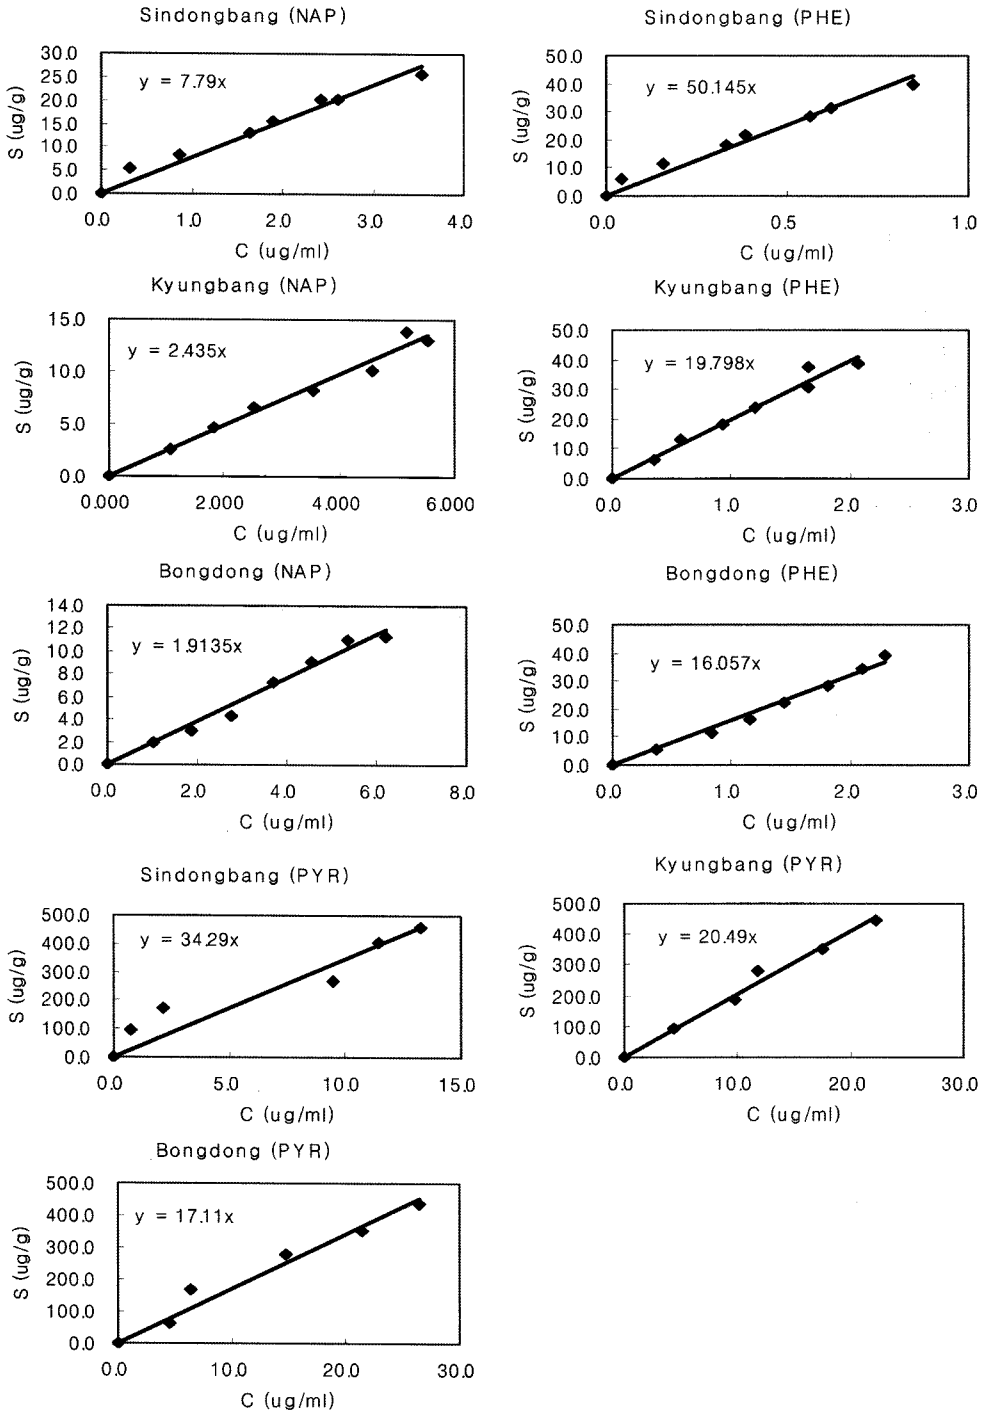 Sindongbang (NAP)
30.0
25.0
20.0
15.0
10.0
5.0
0.0
S (ug/g)
y = 7.79x
0.0 1.0 2.0 3.0 4.0
C (ug/ml)
Sindongbang (PHE)
50.0
40.0
30.0
20.0
10.0
0.0
S (ug/g)
y = 50.145x
0.0 0.5 1.0
C (ug/ml)
Kyungbang (NAP)
15.0
10.0
5.0
0.0
S (ug/g)
y = 2.435x
0.000 2.000 4.000 6.000
C (ug/ml)
Kyungbang (PHE)
50.0
40.0
30.0
20.0
10.0
0.0
S (ug/g)
y = 19.798x
0.0 1.0 2.0 3.0
C (ug/ml)
Bongdong (NAP)
14.0
12.0
10.0
8.0
6.0
4.0
2.0
0.0
S (ug/g)
y = 1.9135x
0.0 2.0 4.0 6.0 8.0
C (ug/ml)
Bongdong (PHE)
50.0
40.0
30.0
20.0
10.0
0.0
S (ug/g)
y = 16.057x
0.0 1.0 2.0 3.0
C (ug/ml)
Sindongbang (PYR)
500.0
400.0
300.0
200.0
100.0
0.0
S (ug/g)
y = 34.29x
0.0 5.0 10.0 15.0
C (ug/ml)
Kyungbang (PYR)
500.0
400.0
300.0
200.0
100.0
0.0
S (ug/g)
y = 20.49x
0.0 10.0 20.0 30.0
C (ug/ml)
Bongdong (PYR)
500.0
400.0
300.0
200.0
100.0
0.0
S (ug/g)
y = 17.11x
0.0 10.0 20.0 30.0
C (ug/ml)